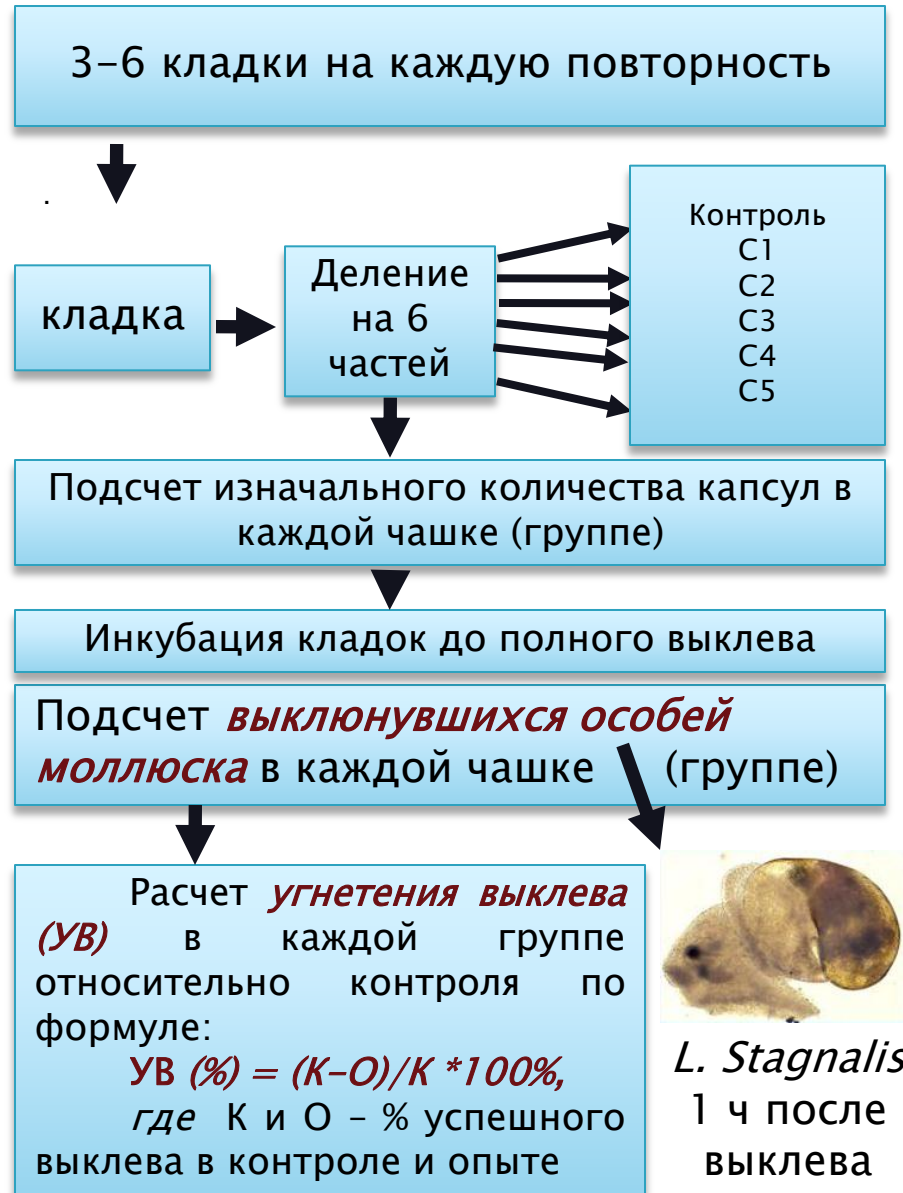 3–6 кладки на каждую повторность
.
кладка
Деление
на 6
частей
Контроль
С1
С2
С3
С4
С5
Подсчет изначального количества капсул в
каждой чашке (группе)
Инкубация кладок до полного выклева
Подсчет выклюнувшихся особей
моллюска в каждой чашке (группе)
Расчет угнетения выклева
(УВ) в каждой группе
относительно контроля по
формуле:
УВ (%) = (К–О)/К *100%,
где К и О – % успешного
выклева в контроле и опыте
L. Stagnalis
1 ч после
выклева